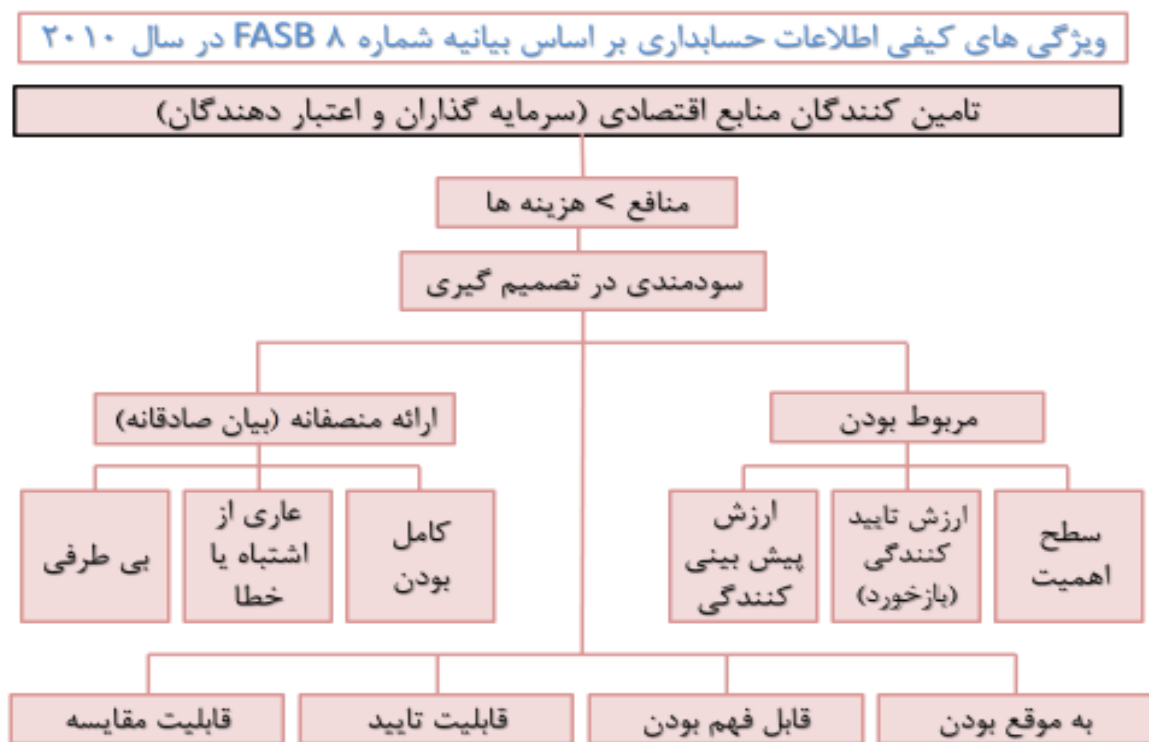 ویژگی های کیفی اطلاعات حسابداری بر اساس بیانیه شماره ۸ FASB در سال ۲۰۱۰
تامین کنندگان منابع اقتصادی (سرمایه گذاران و اعتبار دهندگان)
منافع > هزینه ها
سودمندی در تصمیم گیری
مربوط بودن
ارائه منصفانه (بیان صادقانه)
سطح
اهمیت
ارزش تایید
کنندگی
(بازخورد)
ارزش
پیش بینی
کنندگی
کامل
بودن
عاری از
اشتباه یا
خطا
بی طرفی
به موقع بودن
قابل فهم بودن
قابلیت تایید
قابلیت مقایسه